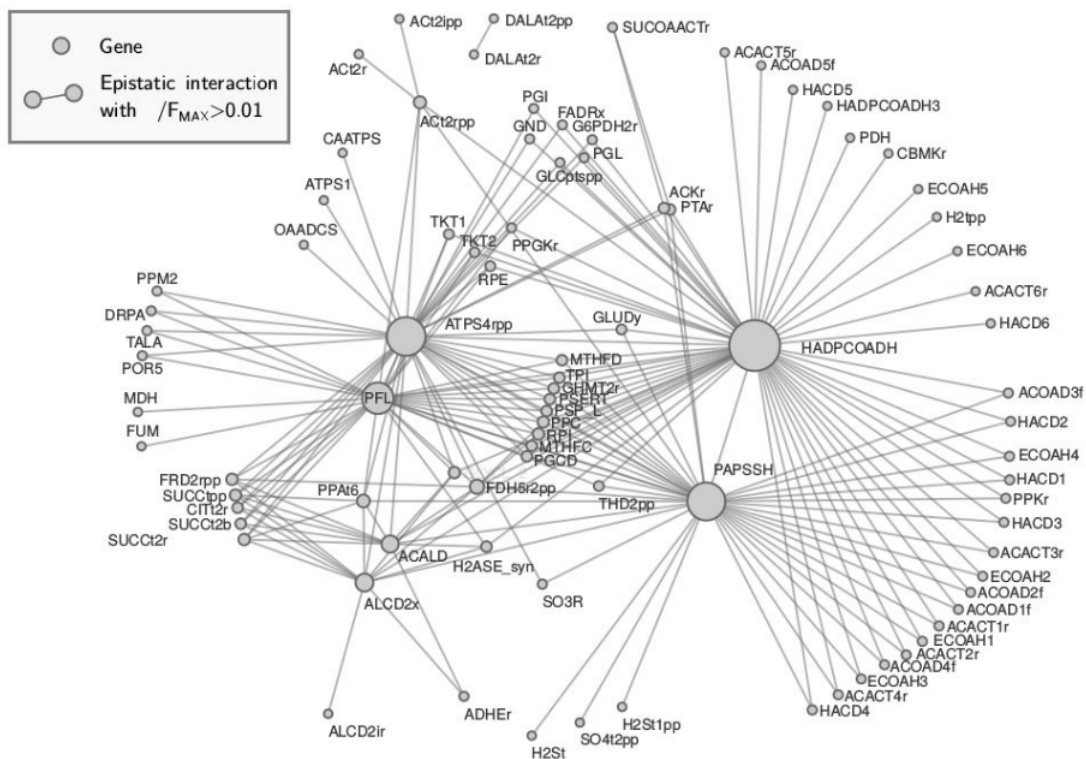 Gene
Epistatic interaction
with /F_MAX>0.01
ACt2ipp
DALAt2pp
SUCOAACTr
ACt2r
DALAt2r
ACACT5r
ACOAD5f
PGI
FADRx
HACD5
HADPCOADH3
ACt2rpp
GND
G6PDH2r
PDH
CAATPS
PGL
CBMKr
GLCptspp
ATPS1
ACKr
ECOAH5
PTAr
OAADCS
TKT1
PPGKr
H2tpp
TKT2
ECOAH6
RPE
PPM2
ACACT6r
DRPA
ATPS4rpp
GLUDy
HACD6
TALA
HADPCOADH
POR5
MTHFD
TPI
GHMT2r
ACOAD3f
MDH
PFL
PSERT
PSP_L
HACD2
PPC
FUM
RPI
MTHFC
ECOAH4
PGCD
PAPSSH
FRD2rpp
HACD1
SUCCtpp
PPAt6
FDH5r2pp
THD2pp
PPKr
CITt2r
SUCCt2b
HACD3
SUCCt2r
ACALD
ACACT3r
H2ASE_syn
ECOAH2
ALCD2x
SO3R
ACOAD2f
ACOAD1f
ACACT1r
ECOAH1
ACACT2r
ACOAD4f
ECOAH3
ACACT4r
ADHEr
HACD4
ALCD2ir
H2St1pp
SO4t2pp
H2St